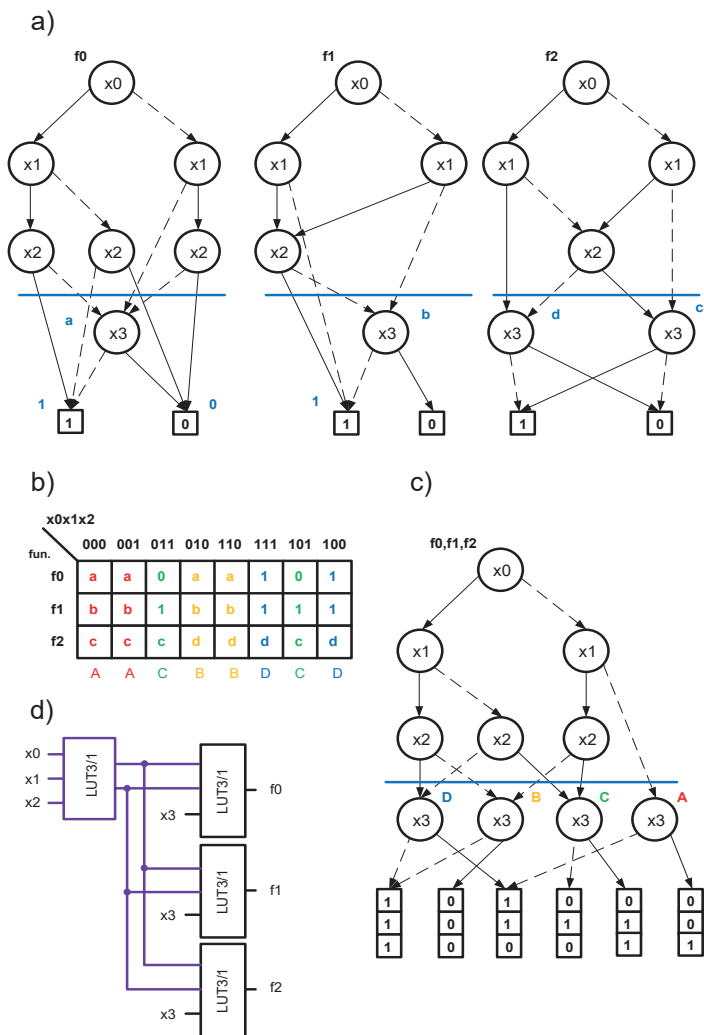 a)
f0 f1 f2
x0 x0 x0
x1 x1 x1 x1 x1 x1
x2 x2 x2 x2 x2
a b d c
x3 x3 x3 x3
1 0 1
1 0 1 0 1 0
b)
x0x1x2
fun. 000 001 011 010 110 111 101 100
f0 a a 0 a a 1 0 1
f1 b b 1 b b 1 1 1
f2 c c c d d d c d
A A C B B D C D
c)
f0,f1,f2
x0
x1 x1
x2 x2 x2
D B C A
x3 x3 x3 x3
1 0 1 0 0 0
1 0 1 1 1 0
1 0 0 0 1 1
d)
x0
x1
x2
LUT3/1
LUT3/1
f0
x3
LUT3/1
f1
x3
LUT3/1
f2
x3